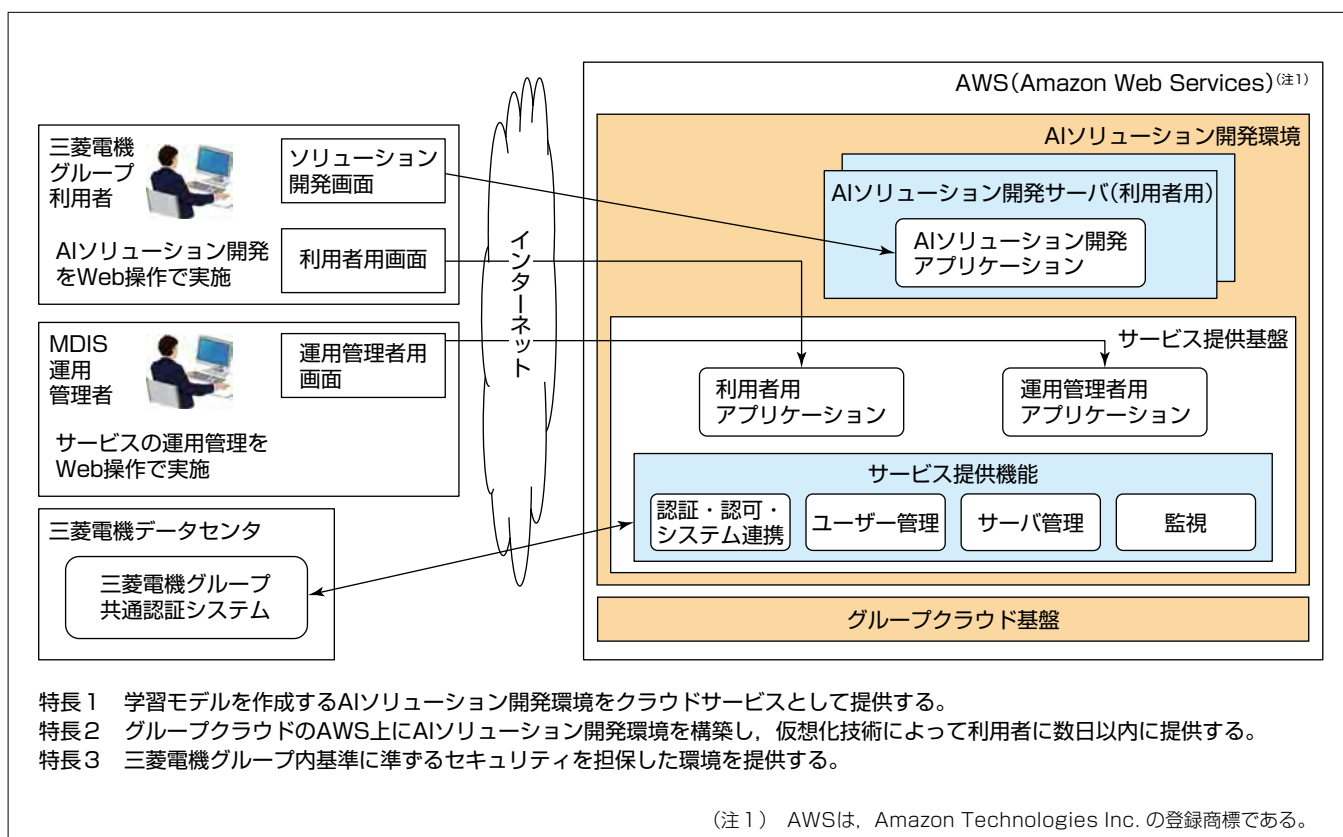 AWS(Amazon Web Services)(注1)
AIソリューション開発環境
三菱電機
グループ
利用者
ソリューション
開発画面
AIソリューション開発
をWeb操作で実施
利用者用画面
MDIS
運用
管理者
運用管理者用
画面
サービスの運用管理を
Web操作で実施
三菱電機データセンタ
三菱電機グループ
共通認証システム
インターネット
AIソリューション開発サーバ(利用者用)
AIソリューション開発
アプリケーション
サービス提供基盤
利用者用
アプリケーション
運用管理者用
アプリケーション
サービス提供機能
認証・認可・
システム連携
ユーザー管理
サーバ管理
監視
グループクラウド基盤
特長1 学習モデルを作成するAIソリューション開発環境をクラウドサービスとして提供する。
特長2 グループクラウドのAWS上にAIソリューション開発環境を構築し，仮想化技術によって利用者に数日以内に提供する。
特長3 三菱電機グループ内基準に準ずるセキュリティを担保した環境を提供する。
(注1) AWSは，Amazon Technologies Inc. の登録商標である。